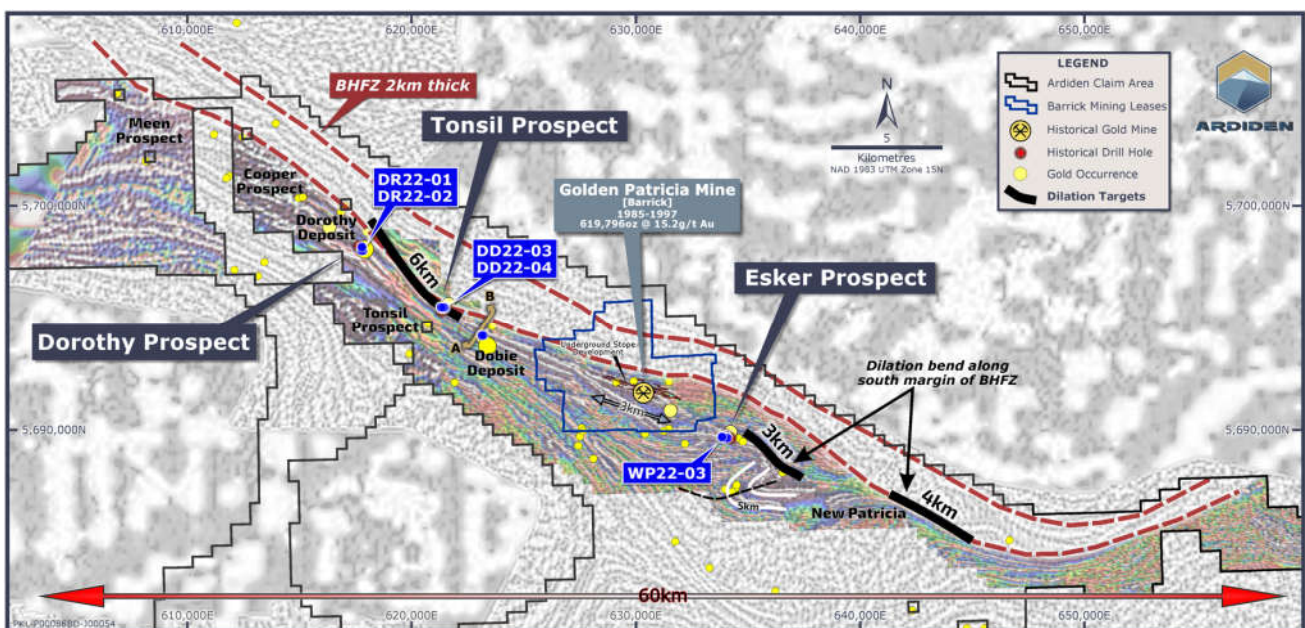 610,000E
620,000E
630,000E
640,000E
650,000E
BHFZ 2km thick
Tonsil Prospect
N
5
Kilometres
NAD 1983 UTM Zone 15N
LEGEND
Ardiden Claim Area
Barrick Mining Leases
Historical Gold Mine
Historical Drill Hole
Gold Occurrence
Dilation Targets
ARDIDEN
Meen
Prospect
Cooper
Prospect
DR22-01
DR22-02
Golden Patricia Mine
[Barrick]
1985-1997
619,796oz @ 15.2g/t Au
5,700,000N
5,700,000N
Dorothy
Deposit
6km
DD22-03
DD22-04
Esker Prospect
B
Tonsil
Prospect
A
Dobie
Deposit
Dorothy Prospect
Underground Stope
Development
3km
Dilation bend along
south margin of BHFZ
5,690,000N
5,690,000N
3km
WP22-03
5km
New Patricia
4km
60km
610,000E
620,000E
630,000E
640,000E
650,000E